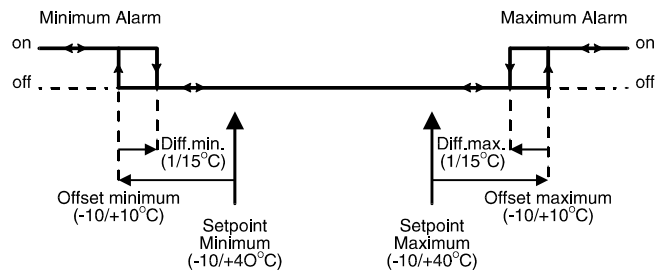 Minimum Alarm
Maximum Alarm
on
on
off
off
Diff.min.
(1/15°C)
Diff.max.
(1/15°C)
Offset minimum
(-10/+10°C)
Setpoint
Minimum
(-10/+4O°C)
Setpoint
Maximum
(-10/+40°C)
Offset maximum
(-10/+10°C)